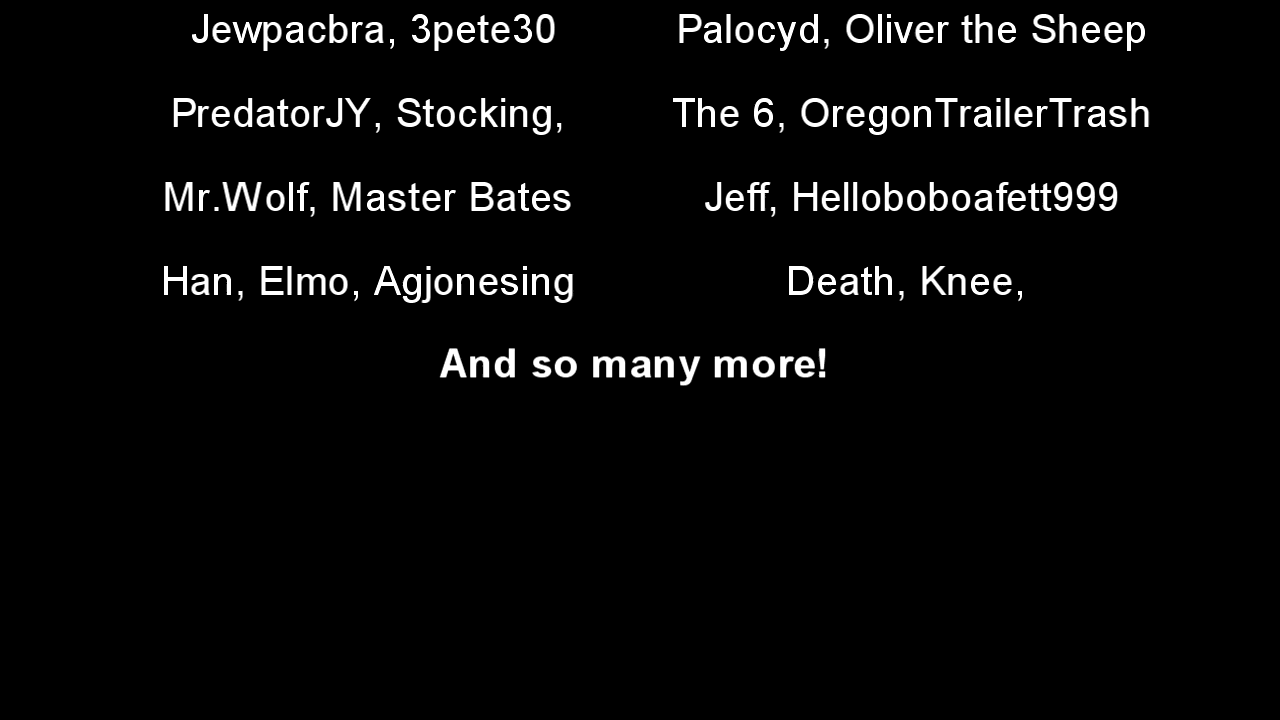 Jewpacbra, 3pete30
Palocyd, Oliver the Sheep
PredatorJY, Stocking,
The 6, OregonTrailerTrash
Mr.Wolf, Master Bates
Jeff, Helloboboafett999
Han, Elmo, Agjonesing
Death, Knee,
And so many more!